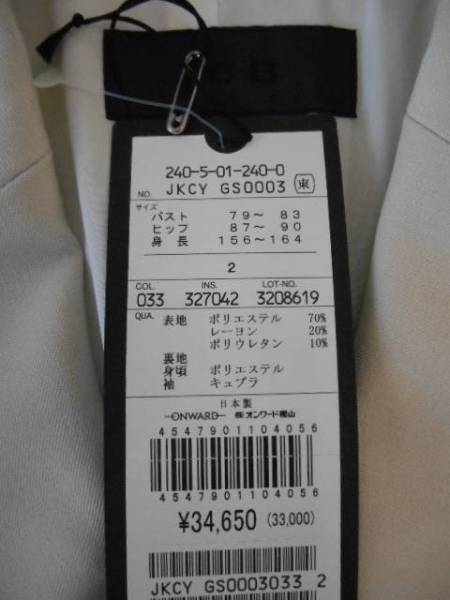 240-5-01-240-0
NO. JKCY GS0003 東
サイズ
バスト 79～ 83
ヒップ 87～ 90
身長 156～164
2
COL. INS. LOT-NO.
033 327042 3208619
QUA. 表地 ポリエステル 70%
レーヨン 20%
ポリウレタン 10%
裏地
身頃 ポリエステル
袖 キュプラ
日本製
ONWARD ㈱オンワード樫山
4547901104056
4547901104056
¥34,650 (33,000)
JKCY GS0003033 2